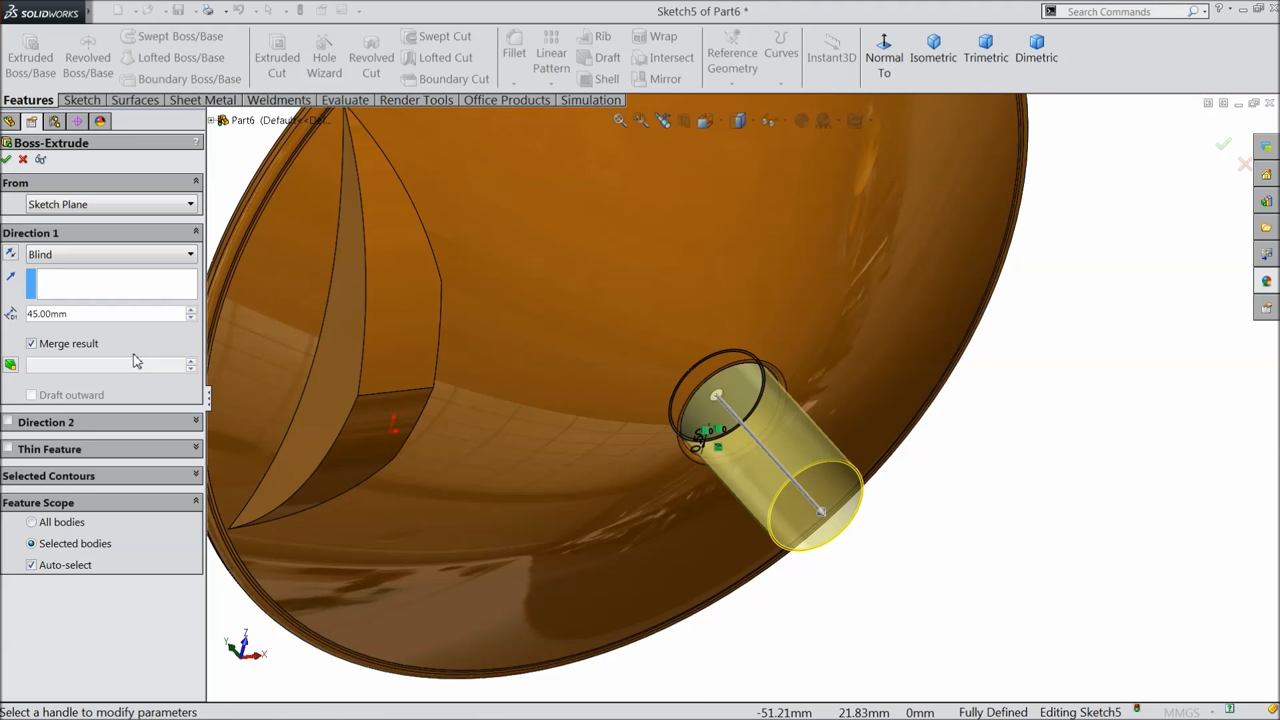 SOLIDWORKS
Sketch5 of Part6 *
Search Commands
Extruded Boss/Base
Revolved Boss/Base
Swept Boss/Base
Lofted Boss/Base
Boundary Boss/Base
Extruded Cut
Hole Wizard
Revolved Cut
Swept Cut
Lofted Cut
Boundary Cut
Fillet
Linear Pattern
Rib
Draft
Shell
Wrap
Intersect
Mirror
Reference Geometry
Curves
Instant3D
Normal To
Isometric
Trimetric
Dimetric
Features
Sketch
Surfaces
Sheet Metal
Weldments
Evaluate
Render Tools
Office Products
Simulation
Part6 (Default<<Def...
Boss-Extrude
?
From
Sketch Plane
Direction 1
Blind
45.00mm
Merge result
Draft outward
Direction 2
Thin Feature
Selected Contours
Feature Scope
All bodies
Selected bodies
Auto-select
Z
Y
X
Select a handle to modify parameters
-51.21mm
21.83mm
0mm
Fully Defined
Editing Sketch5
MMGS